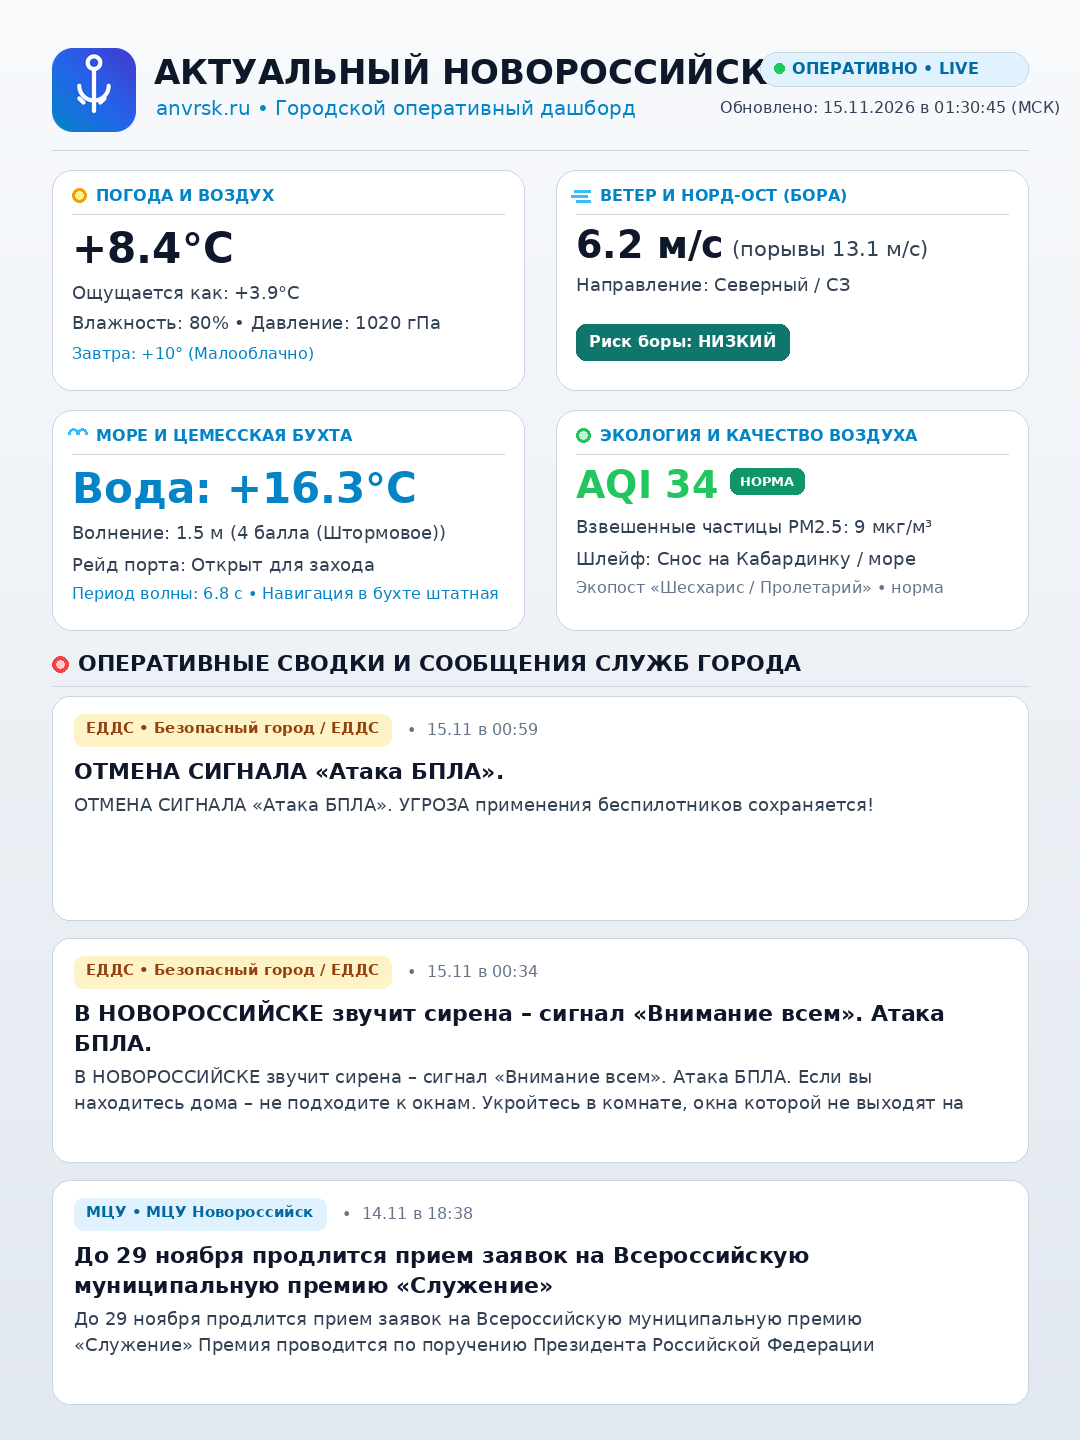 АКТУАЛЬНЫЙ НОВОРОССИЙСК
ОПЕРАТИВНО • LIVE
anvrsk.ru • Городской оперативный дашборд
Обновлено: 15.11.2026 в 01:30:45 (МСК)
ПОГОДА И ВОЗДУХ
+8.4°C
Ощущается как: +3.9°C
Влажность: 80% • Давление: 1020 гПа
Завтра: +10° (Малооблачно)
ВЕТЕР И НОРД-ОСТ (БОРА)
6.2 м/с (порывы 13.1 м/с)
Направление: Северный / СЗ
Риск боры: НИЗКИЙ
МОРЕ И ЦЕМЕССКАЯ БУХТА
Вода: +16.3°C
Волнение: 1.5 м (4 балла (Штормовое))
Рейд порта: Открыт для захода
Период волны: 6.8 с • Навигация в бухте штатная
ЭКОЛОГИЯ И КАЧЕСТВО ВОЗДУХА
AQI 34 НОРМА
Взвешенные частицы PM2.5: 9 мкг/м³
Шлейф: Снос на Кабардинку / море
Экопост «Шесхарис / Пролетарий» • норма
ОПЕРАТИВНЫЕ СВОДКИ И СООБЩЕНИЯ СЛУЖБ ГОРОДА
ЕДДС • Безопасный город / ЕДДС • 15.11 в 00:59
ОТМЕНА СИГНАЛА «Атака БПЛА».
ОТМЕНА СИГНАЛА «Атака БПЛА». УГРОЗА применения беспилотников сохраняется!
ЕДДС • Безопасный город / ЕДДС • 15.11 в 00:34
В НОВОРОССИЙСКЕ звучит сирена – сигнал «Внимание всем». Атака
БПЛА.
В НОВОРОССИЙСКЕ звучит сирена – сигнал «Внимание всем». Атака БПЛА. Если вы
находитесь дома – не подходите к окнам. Укройтесь в комнате, окна которой не выходят на
МЦУ • МЦУ Новороссийск • 14.11 в 18:38
До 29 ноября продлится прием заявок на Всероссийскую
муниципальную премию «Служение»
До 29 ноября продлится прием заявок на Всероссийскую муниципальную премию
«Служение» Премия проводится по поручению Президента Российской Федерации